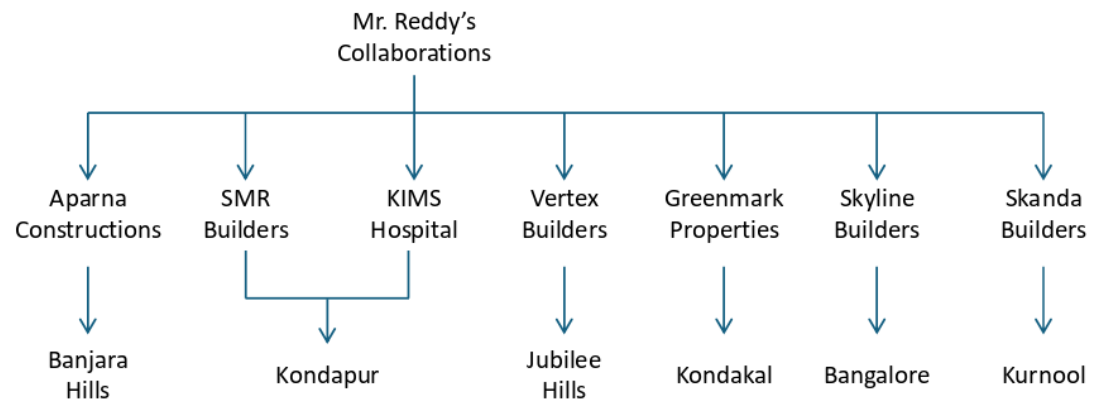 Mr. Reddy’s
Collaborations
Aparna
Constructions
SMR
Builders
KIMS
Hospital
Vertex
Builders
Greenmark
Properties
Skyline
Builders
Skanda
Builders
Banjara
Hills
Kondapur
Jubilee
Hills
Kondakal
Bangalore
Kurnool